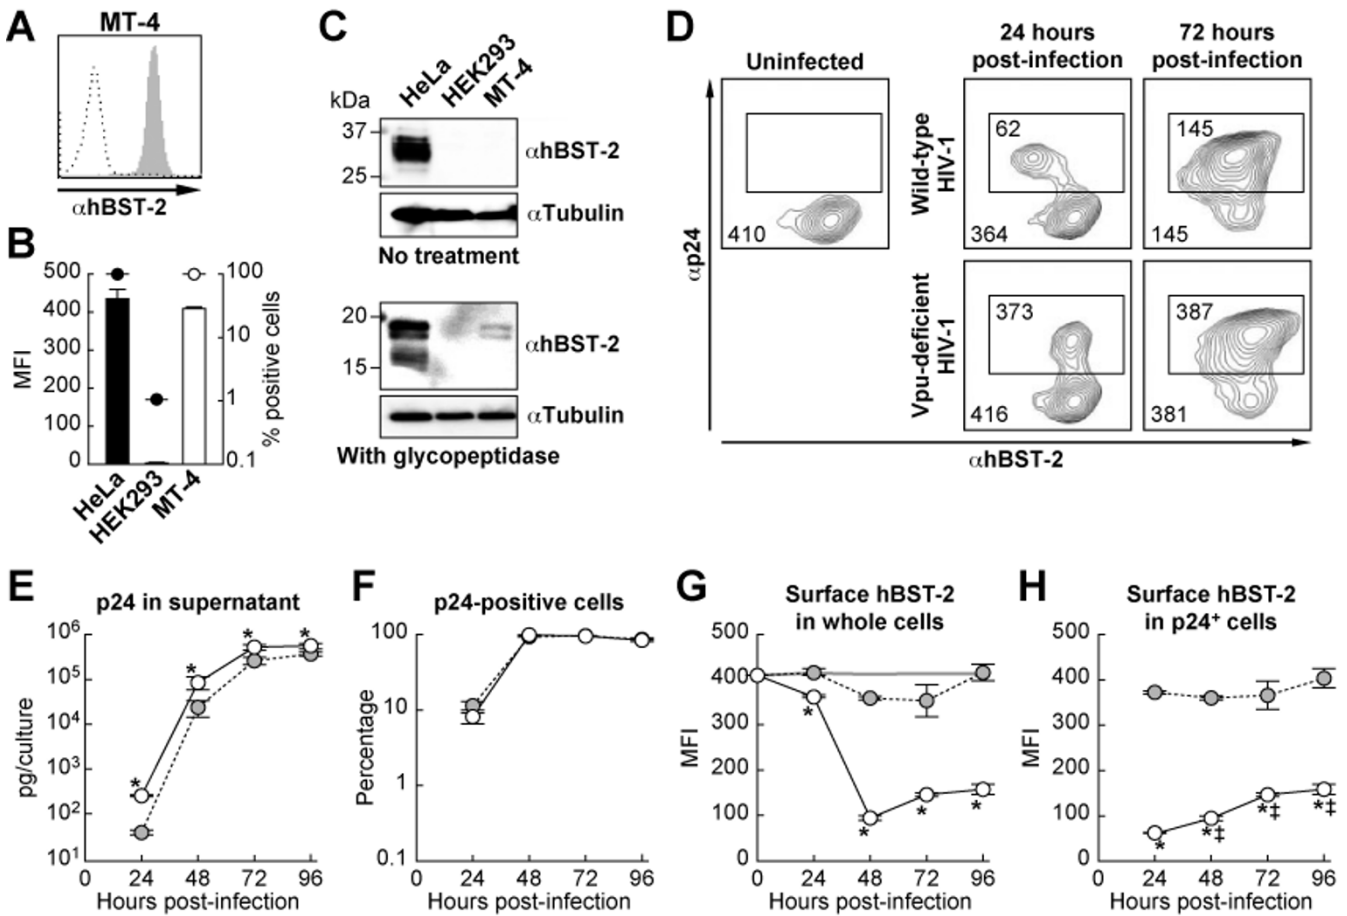 A
MT-4
αhBST-2
B
500
400
300
200
100
0
MFI
100
10
1
0.1
% positive cells
HeLa
HEK293
MT-4
C
HeLa
HEK293
MT-4
kDa
37
25
αhBST-2
αTubulin
No treatment
20
15
αhBST-2
αTubulin
With glycopeptidase
D
Uninfected
24 hours
post-infection
72 hours
post-infection
αp24
410
Wild-type
HIV-1
62
364
145
145
Vpu-deficient
HIV-1
373
416
387
381
αhBST-2
E
p24 in supernatant
pg/culture
10⁶
10⁵
10⁴
10³
10²
10¹
* * * *
0 24 48 72 96
Hours post-infection
F
p24-positive cells
Percentage
100
10
1
0.1
0 24 48 72 96
Hours post-infection
G
Surface hBST-2
in whole cells
MFI
500
400
300
200
100
0
* * * *
0 24 48 72 96
Hours post-infection
H
Surface hBST-2
in p24⁺ cells
MFI
500
400
300
200
100
0
* *‡ *‡ *‡
0 24 48 72 96
Hours post-infection